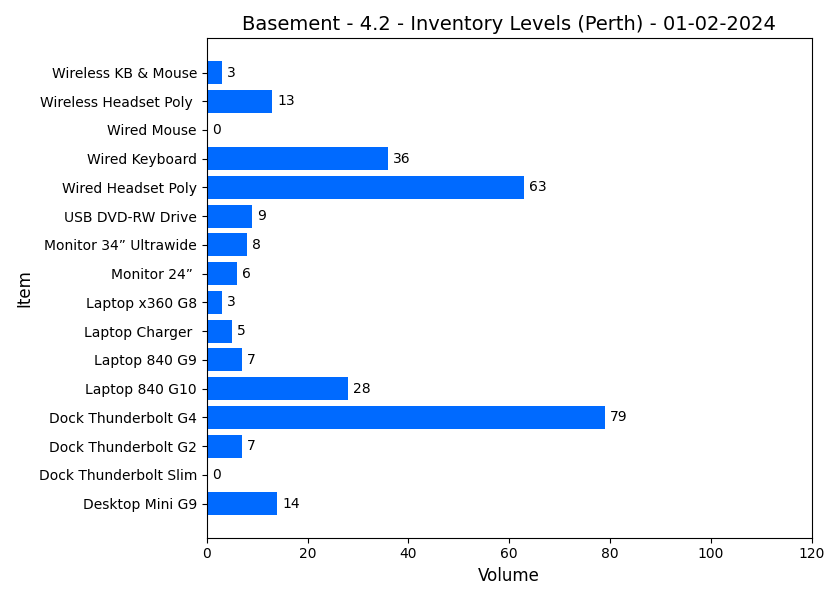 Basement - 4.2 - Inventory Levels (Perth) - 01-02-2024
Wireless KB & Mouse 3
Wireless Headset Poly 13
Wired Mouse 0
Wired Keyboard 36
Wired Headset Poly 63
USB DVD-RW Drive 9
Monitor 34” Ultrawide 8
Monitor 24” 6
Laptop x360 G8 3
Laptop Charger 5
Laptop 840 G9 7
Laptop 840 G10 28
Dock Thunderbolt G4 79
Dock Thunderbolt G2 7
Dock Thunderbolt Slim 0
Desktop Mini G9 14
Item
0 20 40 60 80 100 120
Volume